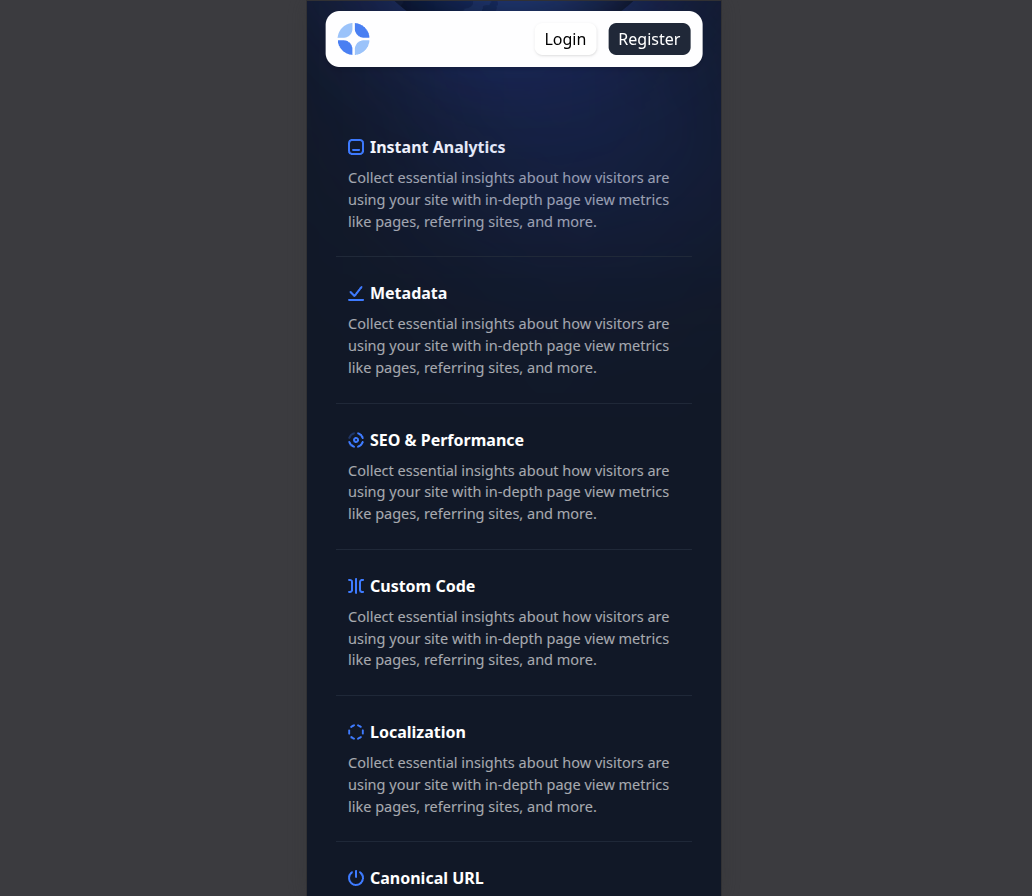 Login
Register
Instant Analytics
Collect essential insights about how visitors are
using your site with in-depth page view metrics
like pages, referring sites, and more.
Metadata
Collect essential insights about how visitors are
using your site with in-depth page view metrics
like pages, referring sites, and more.
SEO & Performance
Collect essential insights about how visitors are
using your site with in-depth page view metrics
like pages, referring sites, and more.
Custom Code
Collect essential insights about how visitors are
using your site with in-depth page view metrics
like pages, referring sites, and more.
Localization
Collect essential insights about how visitors are
using your site with in-depth page view metrics
like pages, referring sites, and more.
Canonical URL